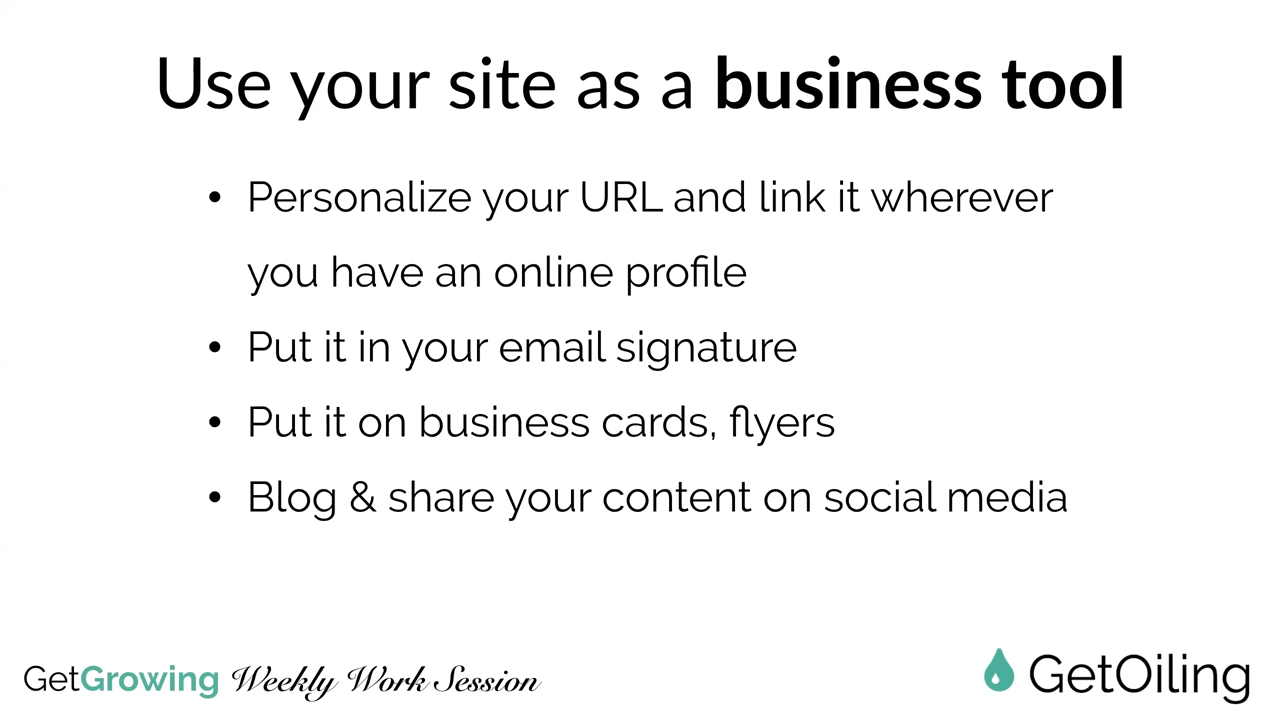 Use your site as a business tool
• Personalize your URL and link it wherever
you have an online profile
• Put it in your email signature
• Put it on business cards, flyers
• Blog & share your content on social media
GetGrowing Weekly Work Session
GetOiling